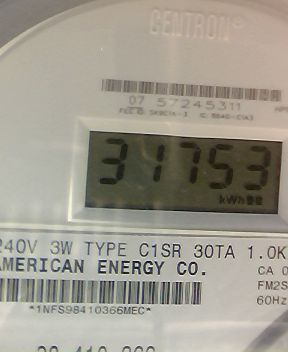 CENTRON®
07 57245311
31753
kWh
240V 3W TYPE C1SR 30TA 1.0K
AMERICAN ENERGY CO.
CA 0
FM2S
60Hz
*1NFS98410366MEC*